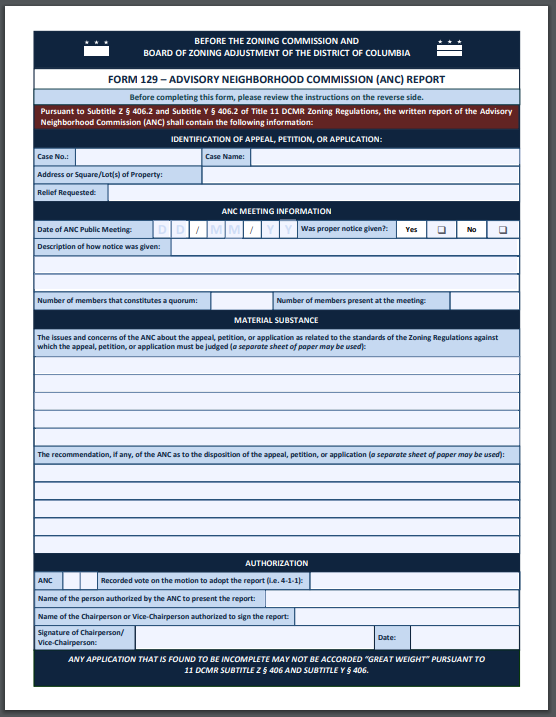 BEFORE THE ZONING COMMISSION AND
BOARD OF ZONING ADJUSTMENT OF THE DISTRICT OF COLUMBIA
FORM 129 – ADVISORY NEIGHBORHOOD COMMISSION (ANC) REPORT
Before completing this form, please review the instructions on the reverse side.
Pursuant to Subtitle Z § 406.2 and Subtitle Y § 406.2 of Title 11 DCMR Zoning Regulations, the written report of the Advisory
Neighborhood Commission (ANC) shall contain the following information:
IDENTIFICATION OF APPEAL, PETITION, OR APPLICATION:
Case No.: Case Name:
Address or Square/Lot(s) of Property:
Relief Requested:
ANC MEETING INFORMATION
Date of ANC Public Meeting: D D / M M / Y Y Was proper notice given?: Yes ❑ No ❑
Description of how notice was given:
Number of members that constitutes a quorum: Number of members present at the meeting:
MATERIAL SUBSTANCE
The issues and concerns of the ANC about the appeal, petition, or application as related to the standards of the Zoning Regulations against
which the appeal, petition, or application must be judged (a separate sheet of paper may be used):
The recommendation, if any, of the ANC as to the disposition of the appeal, petition, or application (a separate sheet of paper may be used):
AUTHORIZATION
ANC Recorded vote on the motion to adopt the report (i.e. 4-1-1):
Name of the person authorized by the ANC to present the report:
Name of the Chairperson or Vice-Chairperson authorized to sign the report:
Signature of Chairperson/
Vice-Chairperson: Date:
ANY APPLICATION THAT IS FOUND TO BE INCOMPLETE MAY NOT BE ACCORDED “GREAT WEIGHT” PURSUANT TO
11 DCMR SUBTITLE Z § 406 AND SUBTITLE Y § 406.